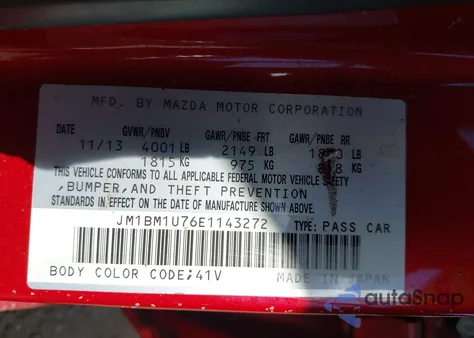 MFD. BY MAZDA MOTOR CORPORATION
DATE GVWR/PNBV GAWR/PNBE FRT GAWR/PNBE RR
11/13 4001 LB 2149 LB LB
1815 KG 975 KG KG
THIS VEHICLE CONFORMS TO ALL APPLICABLE FEDERAL MOTOR VEHICLE SAFETY
,BUMPER,AND THEFT PREVENTION
STANDARDS IN EFFECT ON THE DATE OF MANUFACTURE SHOWN ABOVE.
JM1BM1U76E1143272 TYPE: PASS CAR
BODY COLOR CODE;41V MADE IN JAPAN
autoSnap